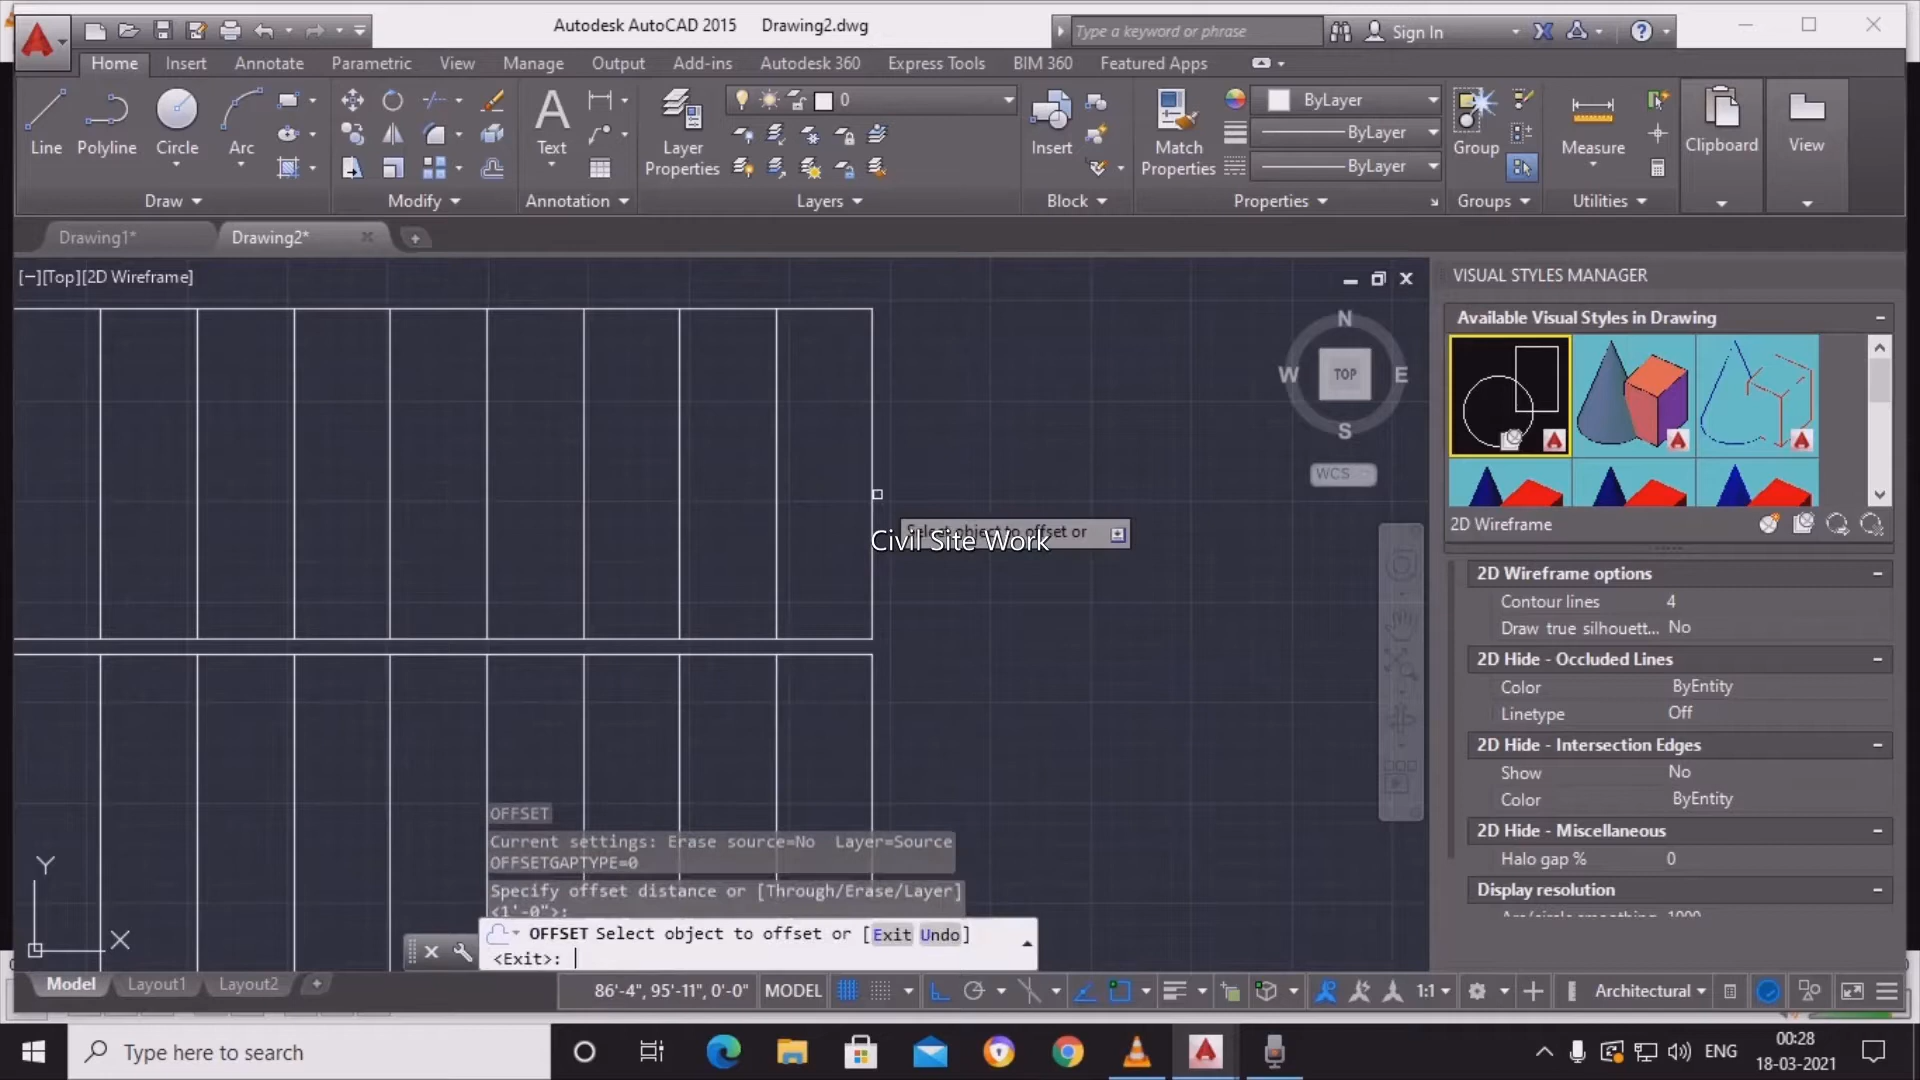 Autodesk AutoCAD 2015 Drawing2.dwg
Type a keyword or phrase
Sign In
Home Insert Annotate Parametric View Manage Output Add-ins Autodesk 360 Express Tools BIM 360 Featured Apps
0
ByLayer
ByLayer
ByLayer
Line Polyline Circle Arc Text Layer Properties Insert Match Properties Group Measure Clipboard View
Draw Modify Annotation Layers Block Properties Groups Utilities
Drawing1* Drawing2*
[−][Top][2D Wireframe]
N
W TOP E
S
WCS
VISUAL STYLES MANAGER
Available Visual Styles in Drawing
2D Wireframe
2D Wireframe options
Contour lines 4
Draw true silhouett... No
2D Hide - Occluded Lines
Color ByEntity
Linetype Off
2D Hide - Intersection Edges
Show No
Color ByEntity
2D Hide - Miscellaneous
Halo gap % 0
Display resolution
Select object to offset or
Civil Site Work
OFFSET
Current settings: Erase source=No Layer=Source
OFFSETGAPTYPE=0
Specify offset distance or [Through/Erase/Layer]
<1'-0">:
OFFSET Select object to offset or [Exit Undo]
<Exit>:
Y
X
Model Layout1 Layout2
86'-4", 95'-11", 0'-0" MODEL 1:1 Architectural
Type here to search
ENG
00:28
18-03-2021